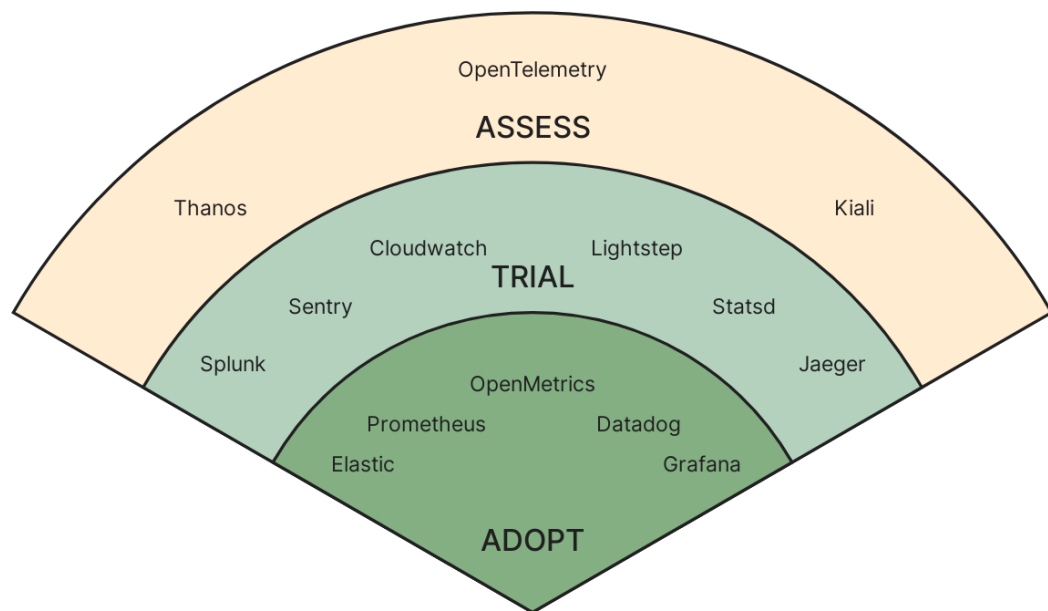 OpenTelemetry
ASSESS
Thanos
Kiali
Cloudwatch
Lightstep
TRIAL
Sentry
Statsd
Splunk
Jaeger
OpenMetrics
Prometheus
Datadog
Elastic
Grafana
ADOPT